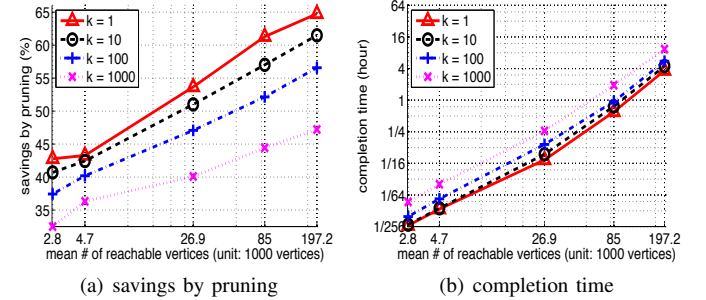 savings by pruning (%)
65
60
55
50
45
40
35
k = 1
k = 10
k = 100
k = 1000
2.8 4.7 26.9 85 197.2
mean # of reachable vertices (unit: 1000 vertices)
(a) savings by pruning
completion time (hour)
64
16
4
1
1/4
1/16
1/64
1/256
k = 1
k = 10
k = 100
k = 1000
2.8 4.7 26.9 85 197.2
mean # of reachable vertices (unit: 1000 vertices)
(b) completion time